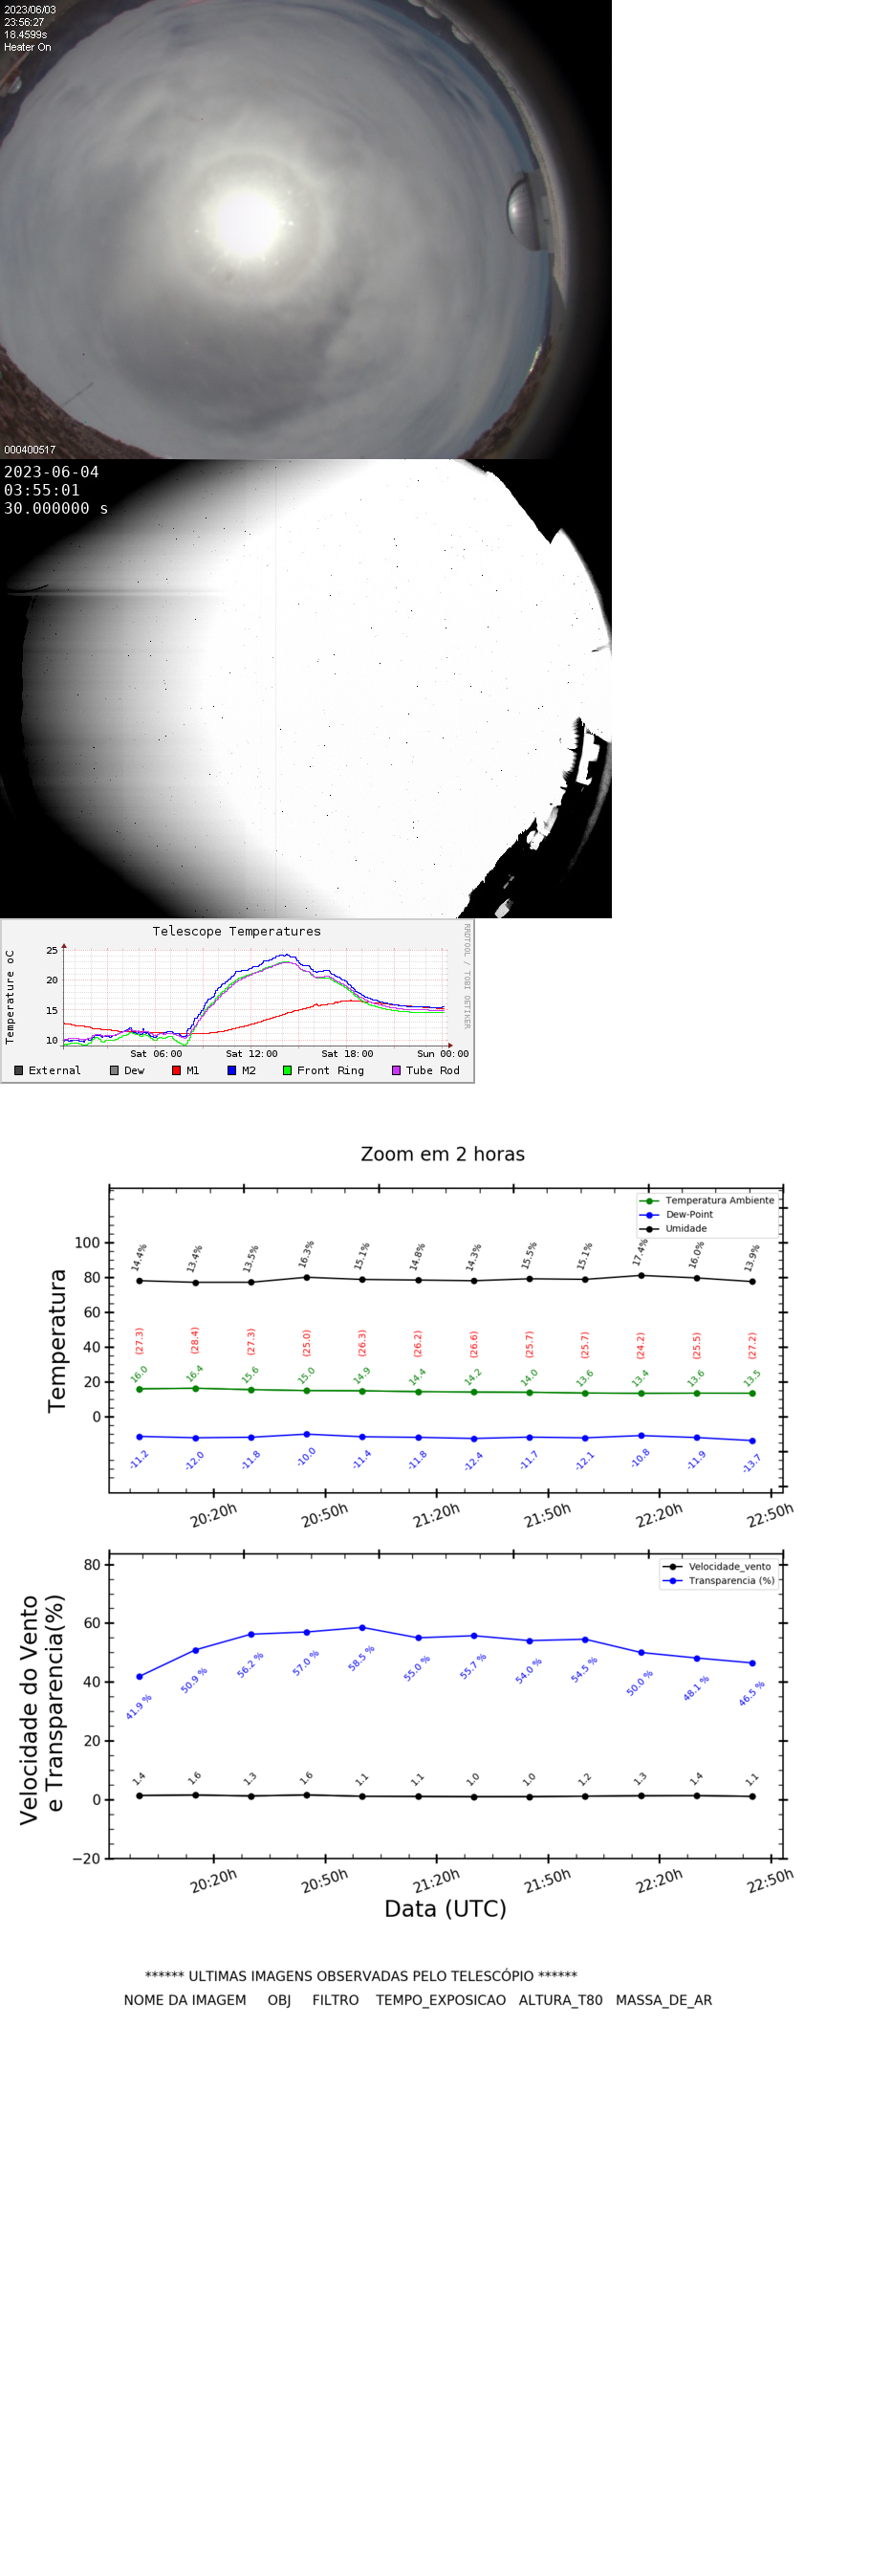 2023/06/03
23:56:27
18.4599s
Heater On
000400517
2023-06-04
03:55:01
30.000000 s
Telescope Temperatures
RRDTOOL / TOBI OETIKER
Temperature oC
25
20
15
10
Sat 06:00 Sat 12:00 Sat 18:00 Sun 00:00
External Dew M1 M2 Front Ring Tube Rod
Zoom em 2 horas
Temperatura Ambiente
Dew-Point
Umidade
Temperatura
100
80
60
40
20
0
14.4% 13.4% 13.5% 16.3% 15.1% 14.8% 14.3% 15.5% 15.1% 17.4% 16.0% 13.9%
(27.3) (28.4) (27.3) (25.0) (26.3) (26.2) (26.6) (25.7) (25.7) (24.2) (25.5) (27.2)
16.0 16.4 15.6 15.0 14.9 14.4 14.2 14.0 13.6 13.4 13.6 13.5
-11.2 -12.0 -11.8 -10.0 -11.4 -11.8 -12.4 -11.7 -12.1 -10.8 -11.9 -13.7
20:20h 20:50h 21:20h 21:50h 22:20h 22:50h
Velocidade_vento
Transparencia (%)
Velocidade do Vento
e Transparencia(%)
80
60
40
20
0
−20
41.9 % 50.9 % 56.2 % 57.0 % 58.5 % 55.0 % 55.7 % 54.0 % 54.5 % 50.0 % 48.1 % 46.5 %
1.4 1.6 1.3 1.6 1.1 1.1 1.0 1.0 1.2 1.3 1.4 1.1
20:20h 20:50h 21:20h 21:50h 22:20h 22:50h
Data (UTC)
****** ULTIMAS IMAGENS OBSERVADAS PELO TELESCÓPIO ******
NOME DA IMAGEM OBJ FILTRO TEMPO_EXPOSICAO ALTURA_T80 MASSA_DE_AR